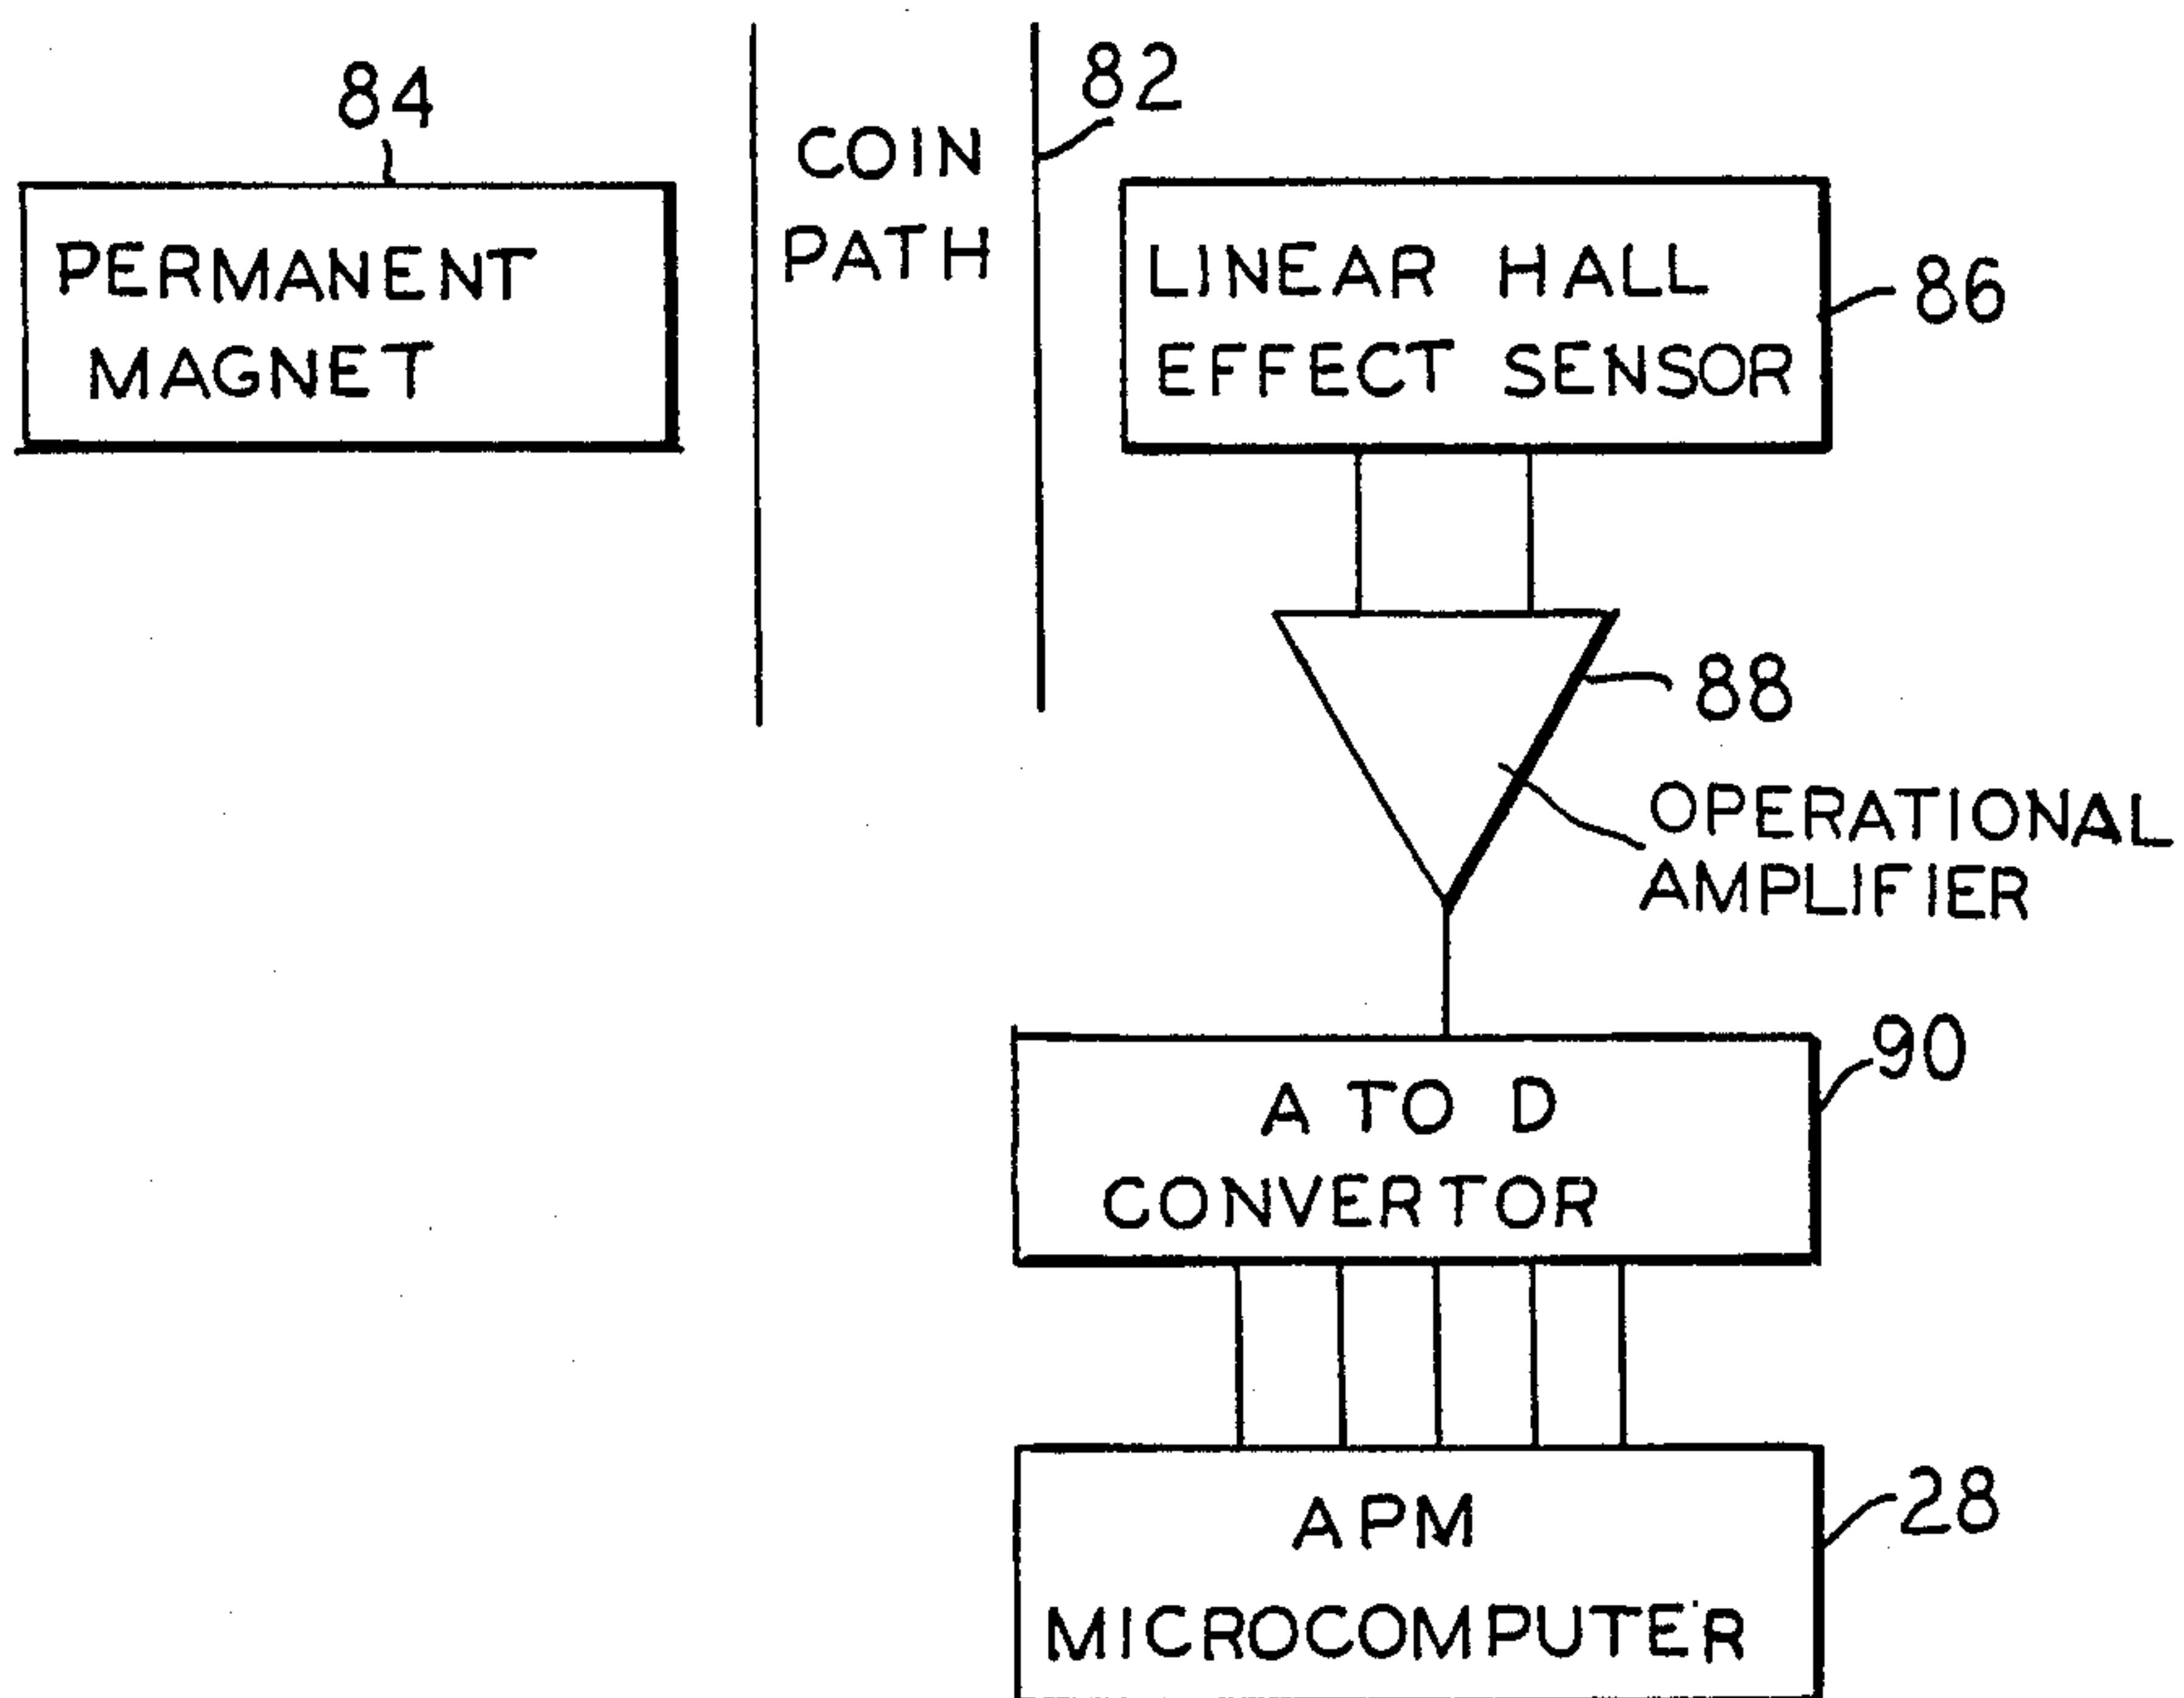 84
82
COIN
PATH
PERMANENT
MAGNET
LINEAR HALL
EFFECT SENSOR
86
88
OPERATIONAL
AMPLIFIER
90
A TO D
CONVERTOR
28
APM
MICROCOMPUTER